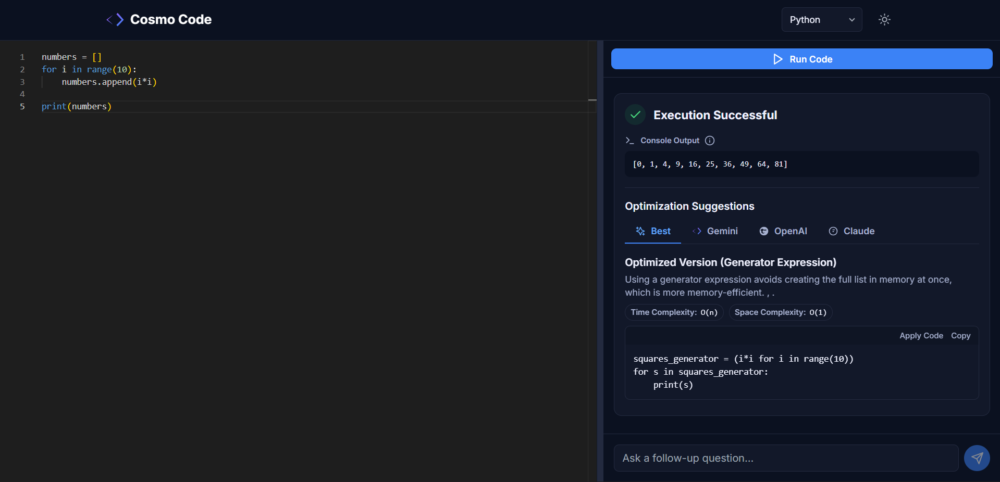 Cosmo Code
Python
1 numbers = []
2 for i in range(10):
3     numbers.append(i*i)
4
5 print(numbers)
Run Code
Execution Successful
Console Output
[0, 1, 4, 9, 16, 25, 36, 49, 64, 81]
Optimization Suggestions
Best Gemini OpenAI Claude
Optimized Version (Generator Expression)
Using a generator expression avoids creating the full list in memory at once,
which is more memory-efficient. , .
Time Complexity: O(n) Space Complexity: O(1)
Apply Code Copy
squares_generator = (i*i for i in range(10))
for s in squares_generator:
    print(s)
Ask a follow-up question...